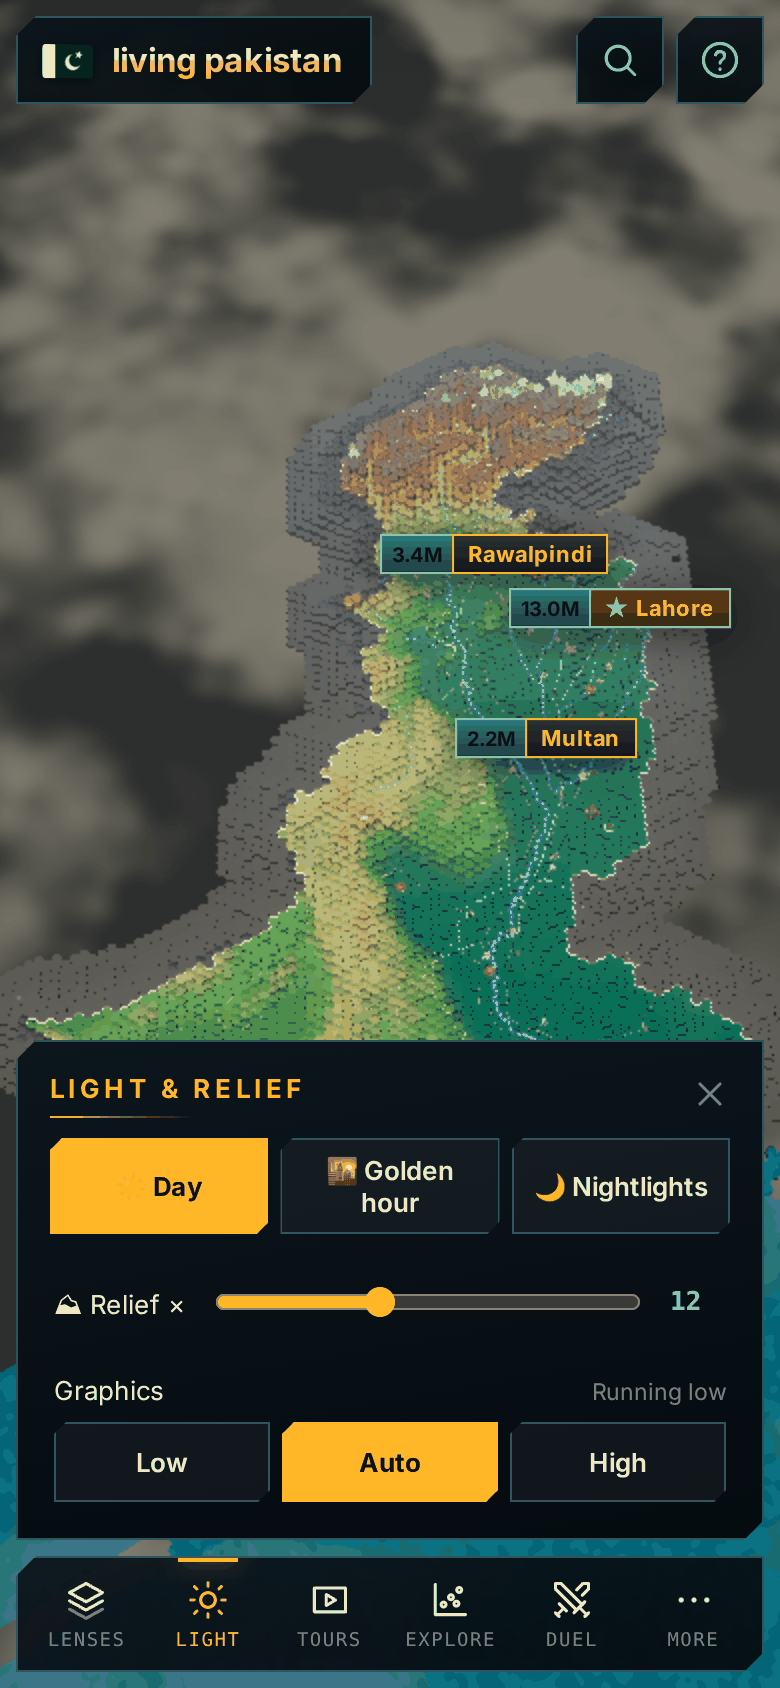 living pakistan
3.4M Rawalpindi
13.0M ★ Lahore
2.2M Multan
LIGHT & RELIEF
Day
Golden
hour
Nightlights
Relief ×
12
Graphics
Running low
Low
Auto
High
LENSES
LIGHT
TOURS
EXPLORE
DUEL
MORE